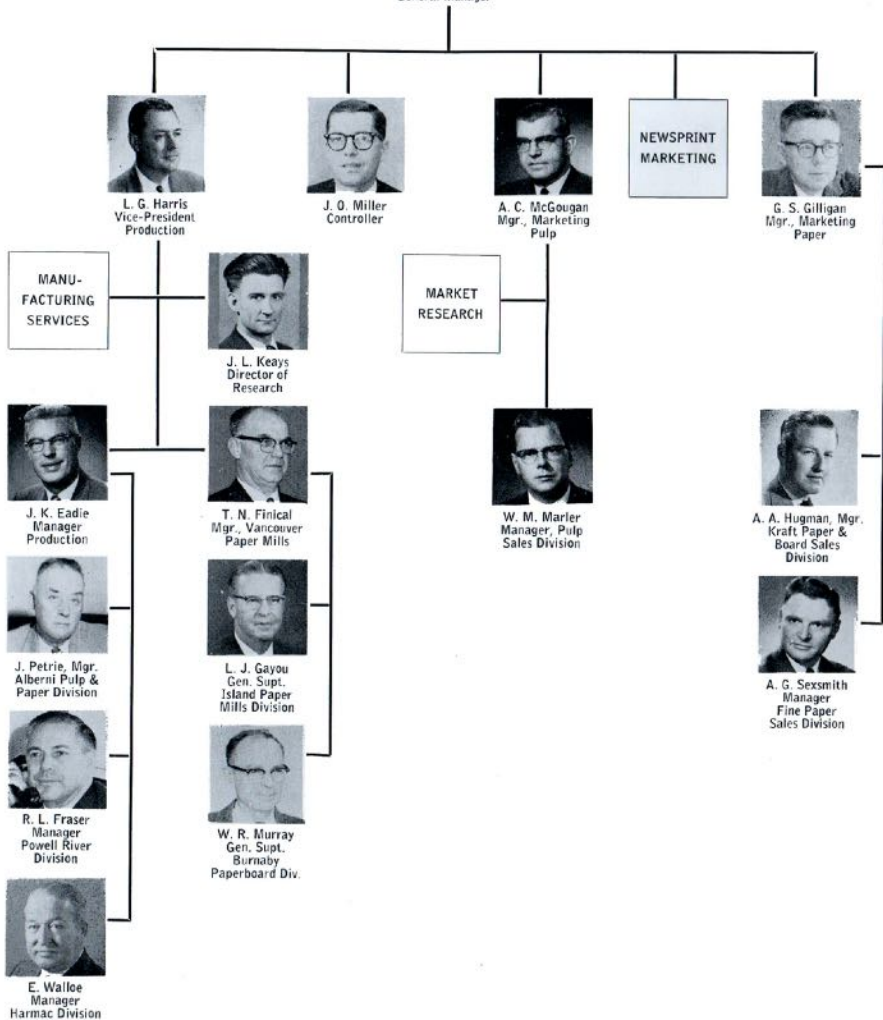 General Manager
L. G. Harris
Vice-President
Production
J. O. Miller
Controller
A. C. McGougan
Mgr., Marketing
Pulp
NEWSPRINT
MARKETING
G. S. Gilligan
Mgr., Marketing
Paper
MANU-
FACTURING
SERVICES
J. L. Keays
Director of
Research
MARKET
RESEARCH
J. K. Eadie
Manager
Production
T. N. Finical
Mgr., Vancouver
Paper Mills
W. M. Marler
Manager, Pulp
Sales Division
A. A. Hugman, Mgr.
Kraft Paper &
Board Sales
Division
J. Petrie, Mgr.
Alberni Pulp &
Paper Division
L. J. Gayou
Gen. Supt.
Island Paper
Mills Division
A. G. Sexsmith
Manager
Fine Paper
Sales Division
R. L. Fraser
Manager
Powell River
Division
W. R. Murray
Gen. Supt.
Burnaby
Paperboard Div.
E. Walloe
Manager
Harmac Division